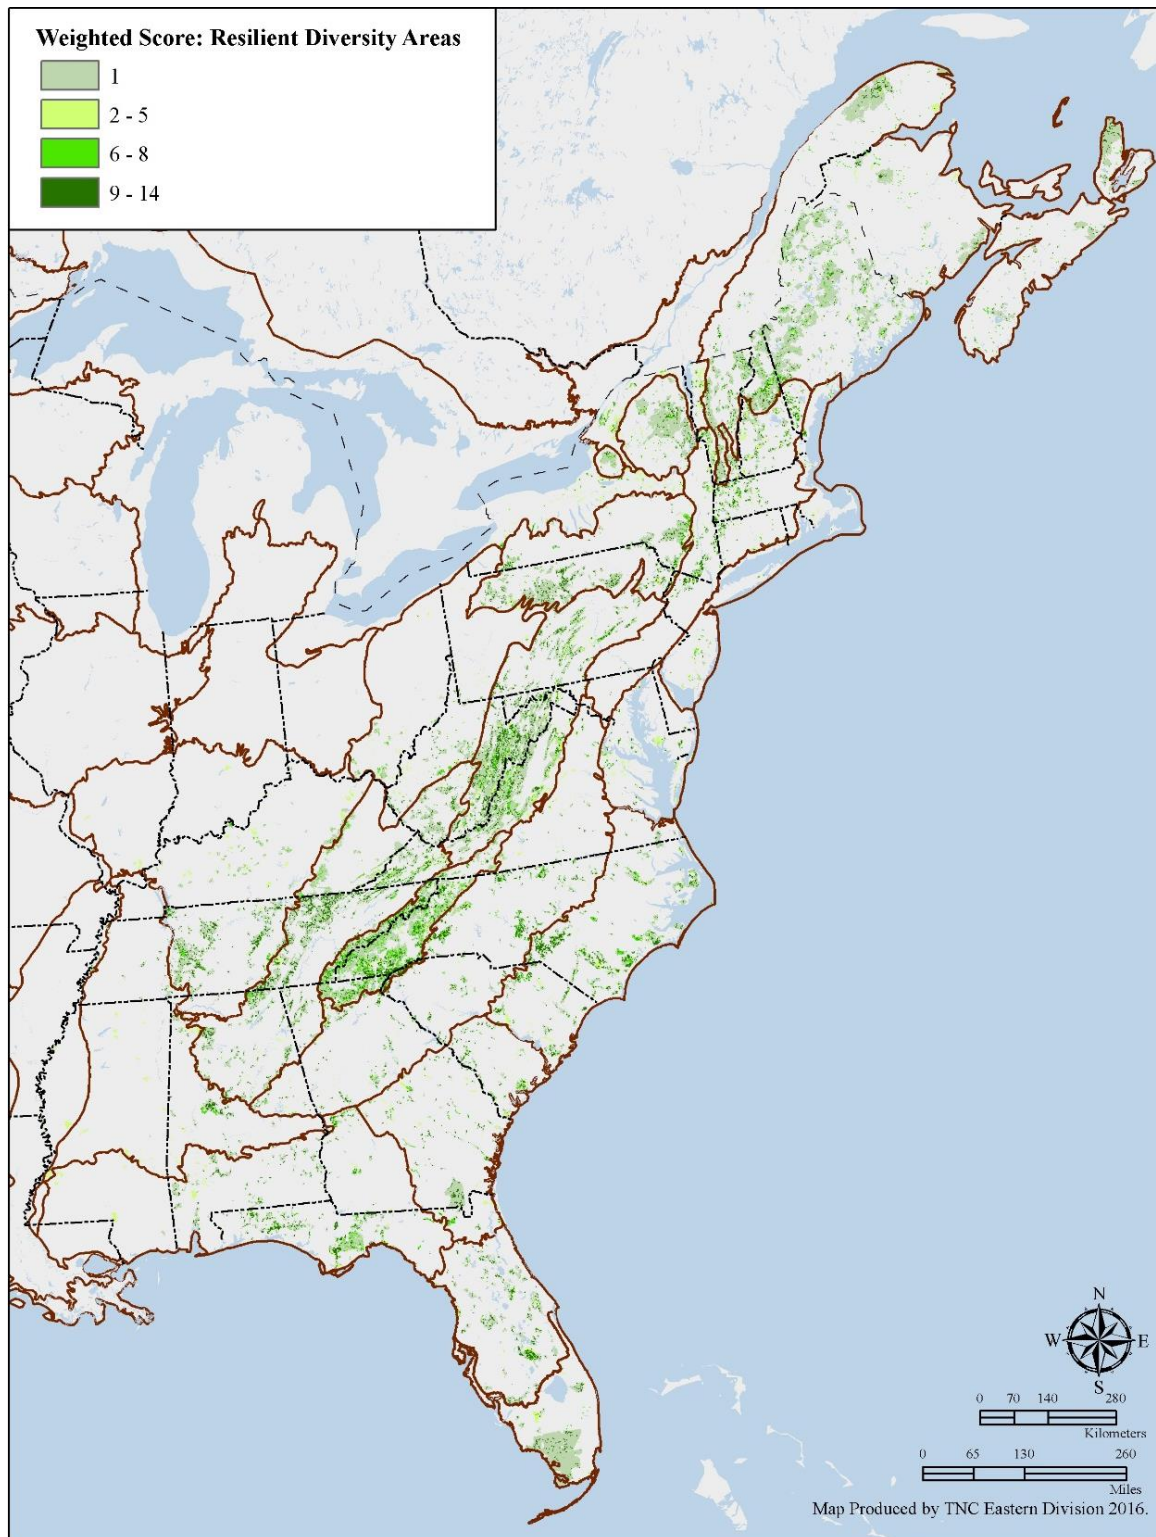 Weighted Score: Resilient Diversity Areas
1
2 - 5
6 - 8
9 - 14
N
W E
S
0 70 140 280
Kilometers
0 65 130 260
Miles
Map Produced by TNC Eastern Division 2016.